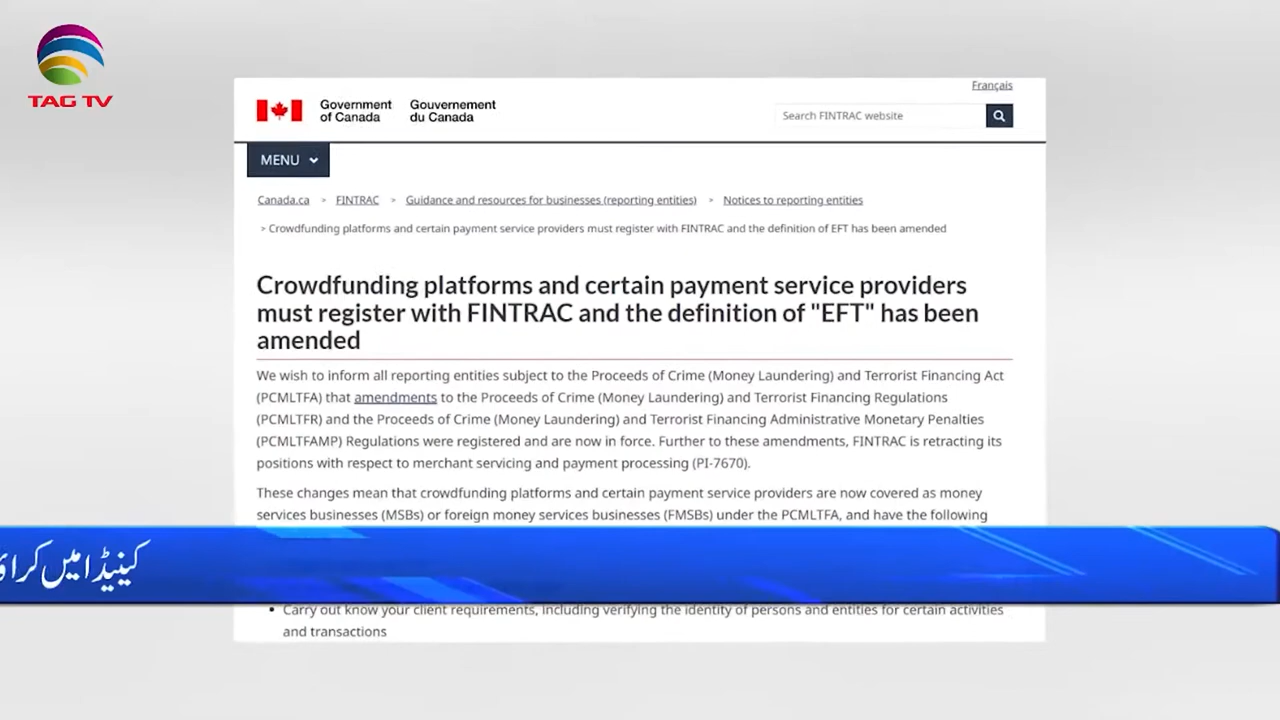 TAG TV
Français
Government
of Canada
Gouvernement
du Canada
Search FINTRAC website
MENU
Canada.ca > FINTRAC > Guidance and resources for businesses (reporting entities) > Notices to reporting entities
> Crowdfunding platforms and certain payment service providers must register with FINTRAC and the definition of EFT has been amended
Crowdfunding platforms and certain payment service providers
must register with FINTRAC and the definition of "EFT" has been
amended
We wish to inform all reporting entities subject to the Proceeds of Crime (Money Laundering) and Terrorist Financing Act
(PCMLTFA) that amendments to the Proceeds of Crime (Money Laundering) and Terrorist Financing Regulations
(PCMLTFR) and the Proceeds of Crime (Money Laundering) and Terrorist Financing Administrative Monetary Penalties
(PCMLTFAMP) Regulations were registered and are now in force. Further to these amendments, FINTRAC is retracting its
positions with respect to merchant servicing and payment processing (PI-7670).
These changes mean that crowdfunding platforms and certain payment service providers are now covered as money
services businesses (MSBs) or foreign money services businesses (FMSBs) under the PCMLTFA, and have the following
کینیڈا میں
• Carry out know your client requirements, including verifying the identity of persons and entities for certain activities
and transactions